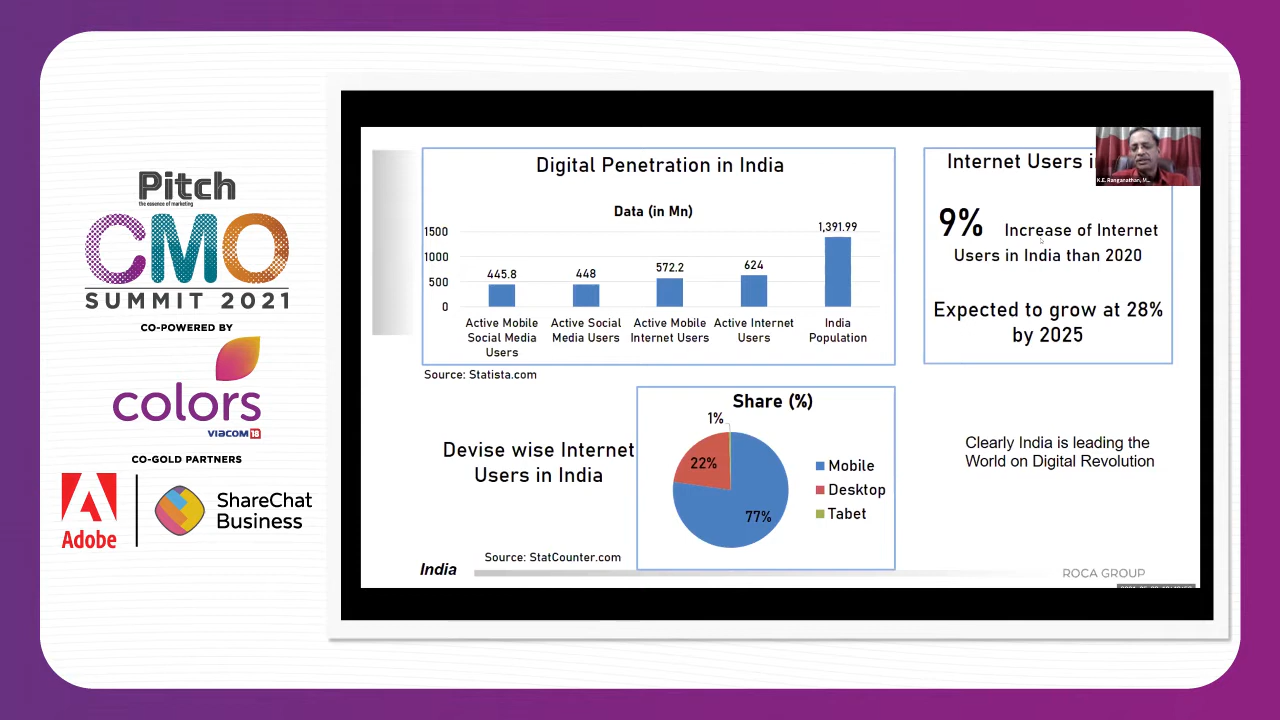 Pitch
the essence of marketing
CMO
SUMMIT 2021
CO-POWERED BY
colors
VIACOM18
CO-GOLD PARTNERS
Adobe
ShareChat
Business
Digital Penetration in India
Data (in Mn)
1500
1000
500
0
445.8
448
572.2
624
1,391.99
Active Mobile
Social Media
Users
Active Social
Media Users
Active Mobile
Internet Users
Active Internet
Users
India
Population
Source: Statista.com
Internet Users
K.E. Ranganathan, M...
9% Increase of Internet
Users in India than 2020
Expected to grow at 28%
by 2025
Devise wise Internet
Users in India
Source: StatCounter.com
Share (%)
1%
22%
77%
Mobile
Desktop
Tabet
Clearly India is leading the
World on Digital Revolution
India
ROCA GROUP